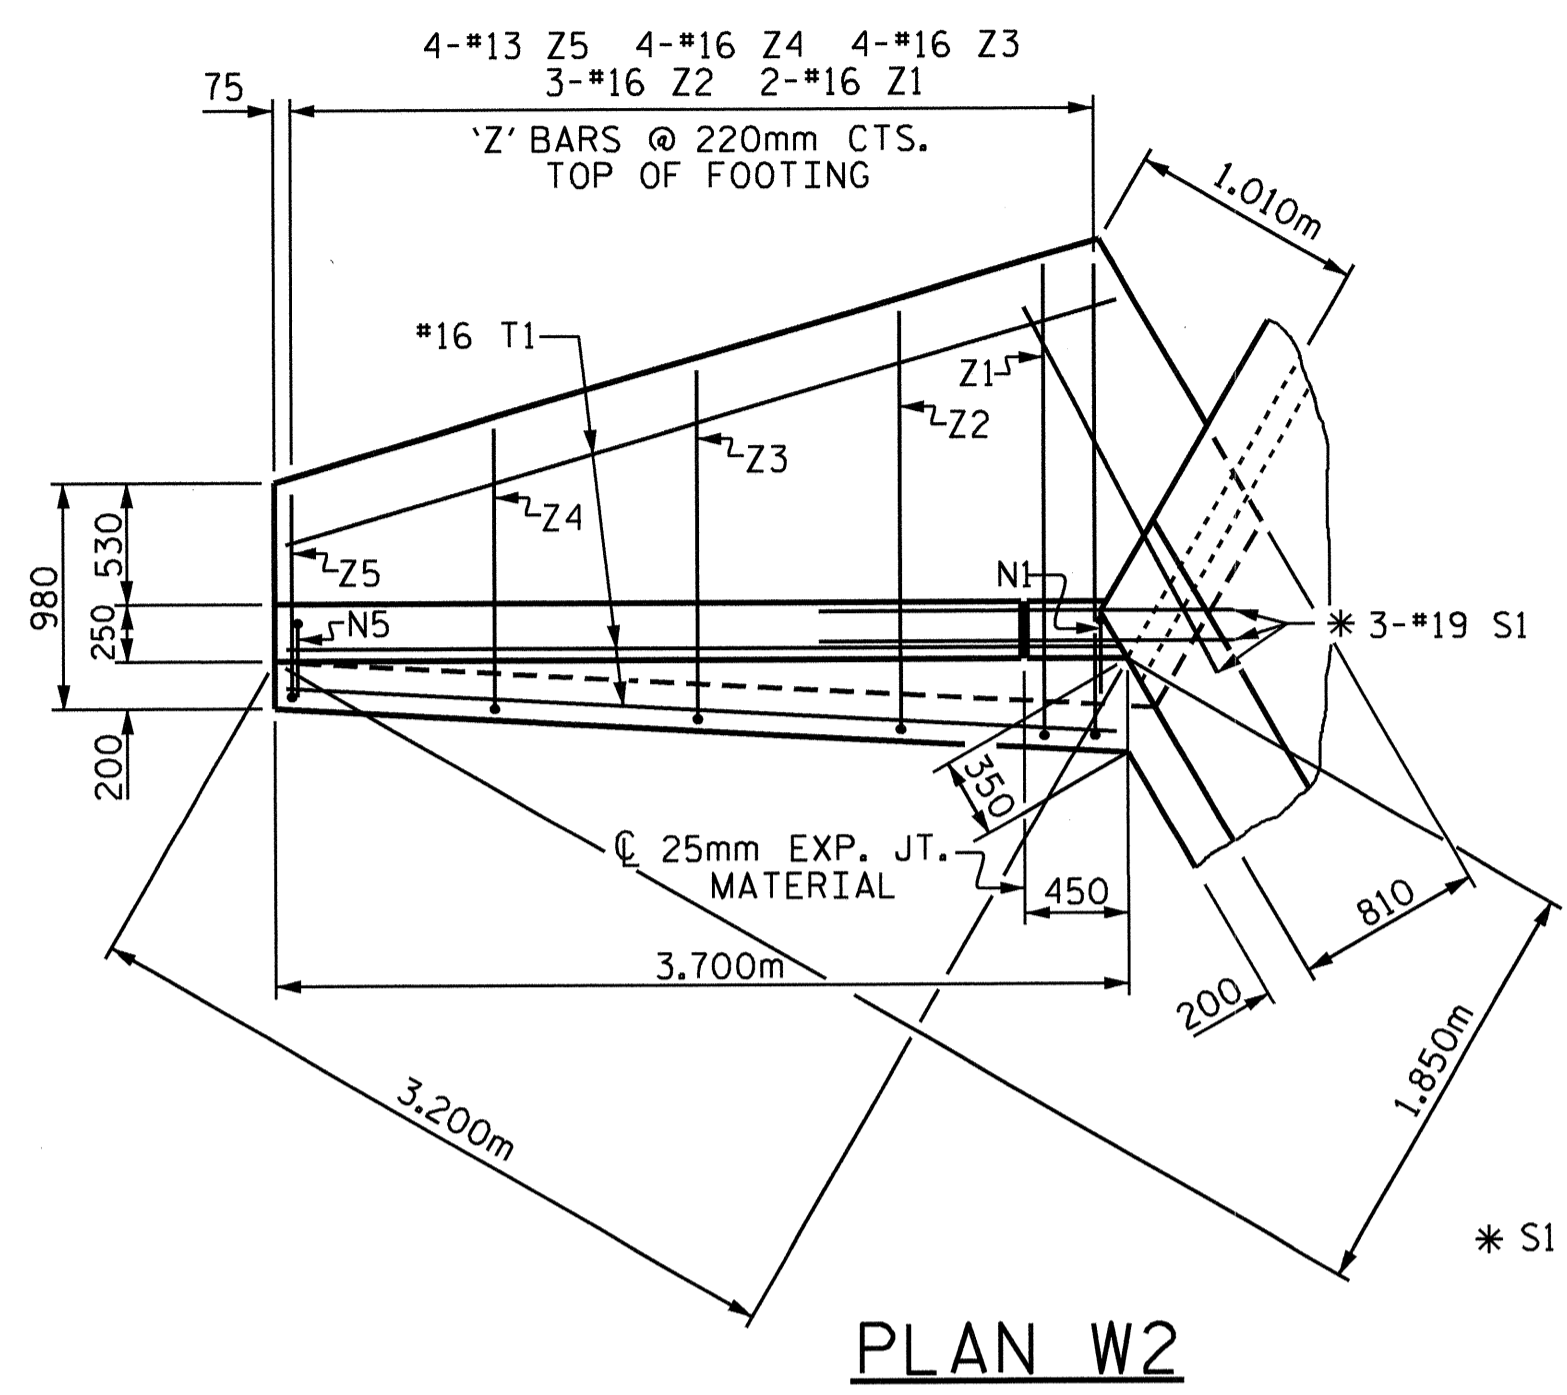 4-#13 Z5 4-#16 Z4 4-#16 Z3
3-#16 Z2 2-#16 Z1
75
'Z' BARS @ 220mm CTS.
TOP OF FOOTING
1.010m
#16 T1
Z1
Z2
Z3
Z4
Z5
N1
N5
980
530
250
200
✳ 3-#19 S1
350
℄ 25mm EXP. JT.
MATERIAL
450
810
3.700m
200
1.850m
3.200m
✳ S1
PLAN W2